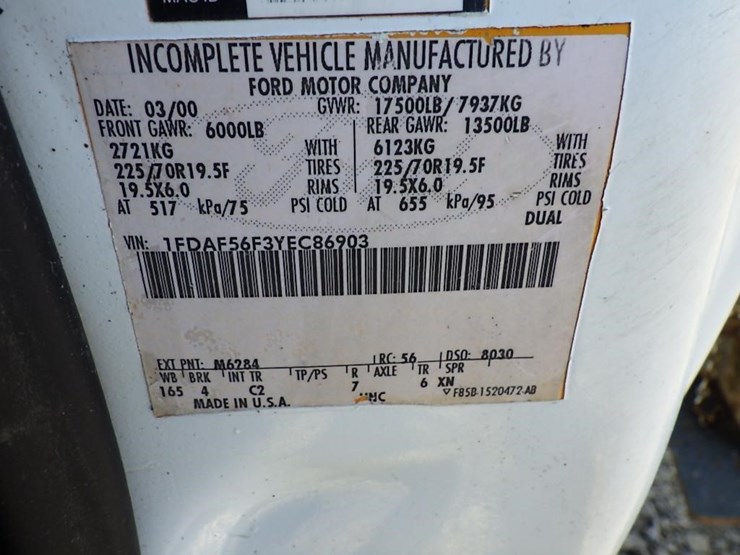 INCOMPLETE VEHICLE MANUFACTURED BY
FORD MOTOR COMPANY
DATE: 03/00 GVWR: 17500LB/7937KG
FRONT GAWR: 6000LB REAR GAWR: 13500LB
2721KG WITH 6123KG WITH
225/70R19.5F TIRES 225/70R19.5F TIRES
19.5X6.0 RIMS 19.5X6.0 RIMS
AT 517 kPa/75 PSI COLD AT 655 kPa/95 PSI COLD
DUAL
VIN: 1FDAF56F3YEC86903
EXT PNT: M6284 RC: 56 DSO: 8030
WB BRK INT TR TP/PS R AXLE TR SPR
165 4 C2 7 6 XN
MADE IN U.S.A. F85B-1520472-AB